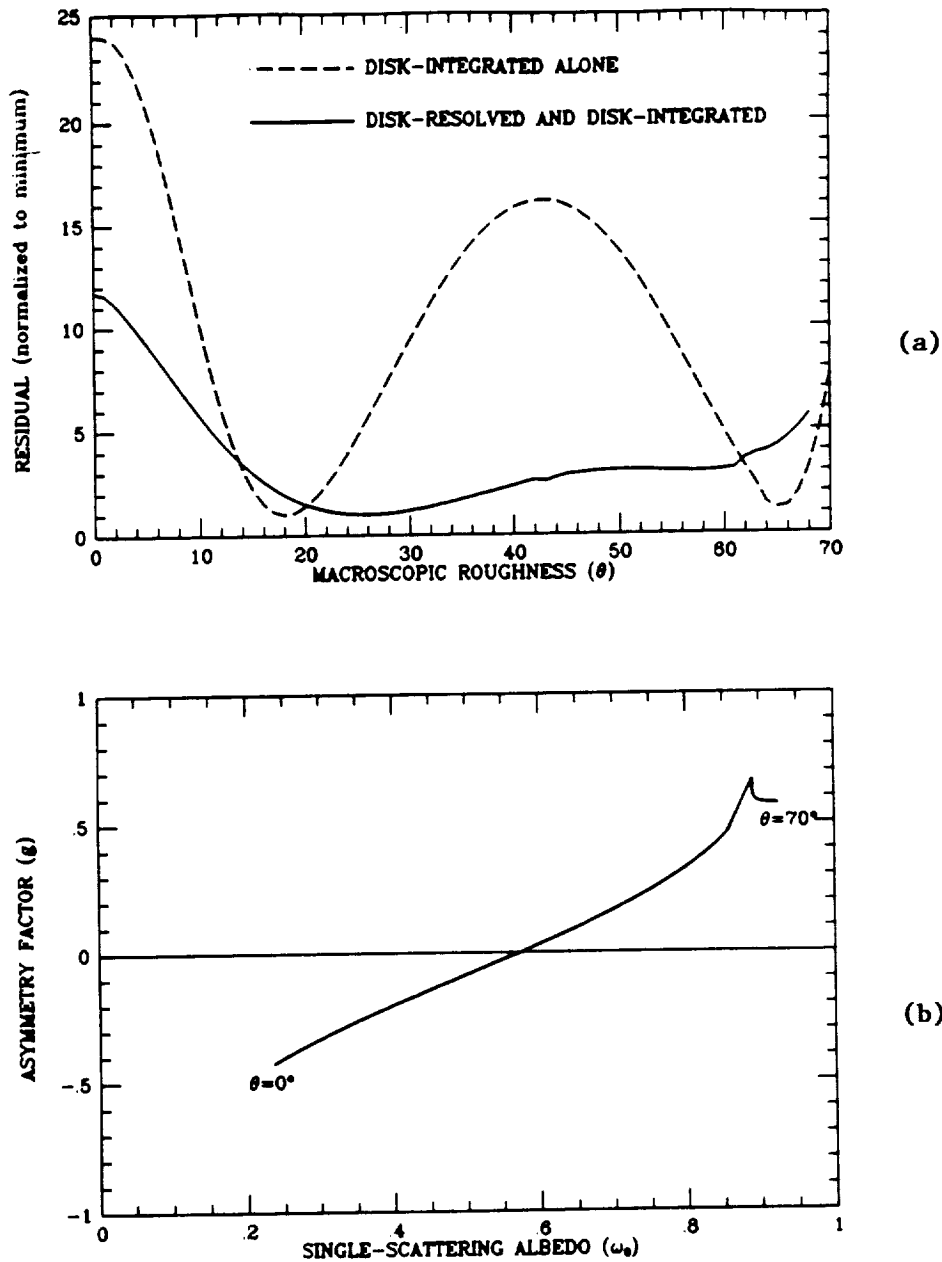 25
20
15
10
5
0
RESIDUAL (normalized to minimum)
DISK-INTEGRATED ALONE
DISK-RESOLVED AND DISK-INTEGRATED
(a)
0 10 20 30 40 50 60 70
MACROSCOPIC ROUGHNESS (θ)
1
.5
0
-.5
-1
ASYMMETRY FACTOR (g)
θ=70°
θ=0°
(b)
0 .2 .4 .6 .8 1
SINGLE-SCATTERING ALBEDO (ω₀)